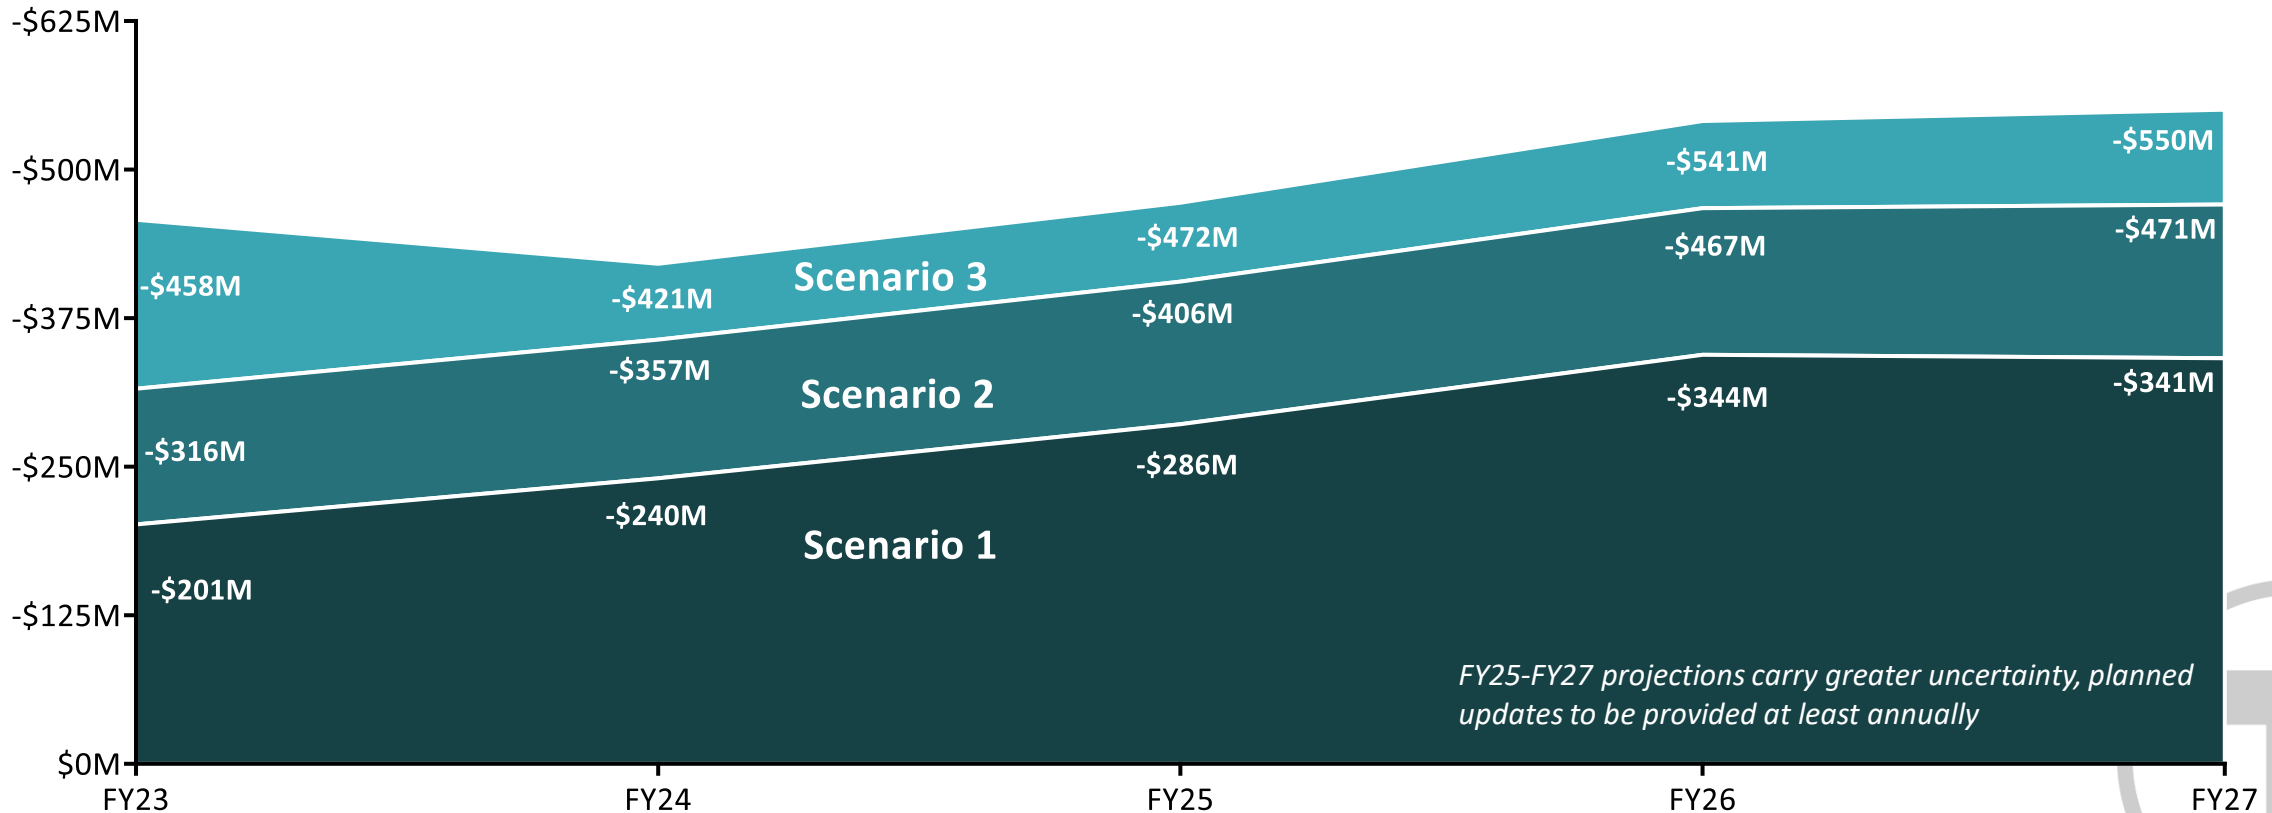 -$625M
-$500M
-$375M
-$250M
-$125M
$0M
-$458M
-$421M
-$472M
-$541M
-$550M
Scenario 3
-$316M
-$357M
-$406M
-$467M
-$471M
Scenario 2
-$201M
-$240M
-$286M
-$344M
-$341M
Scenario 1
FY25-FY27 projections carry greater uncertainty, planned
updates to be provided at least annually
FY23
FY24
FY25
FY26
FY27